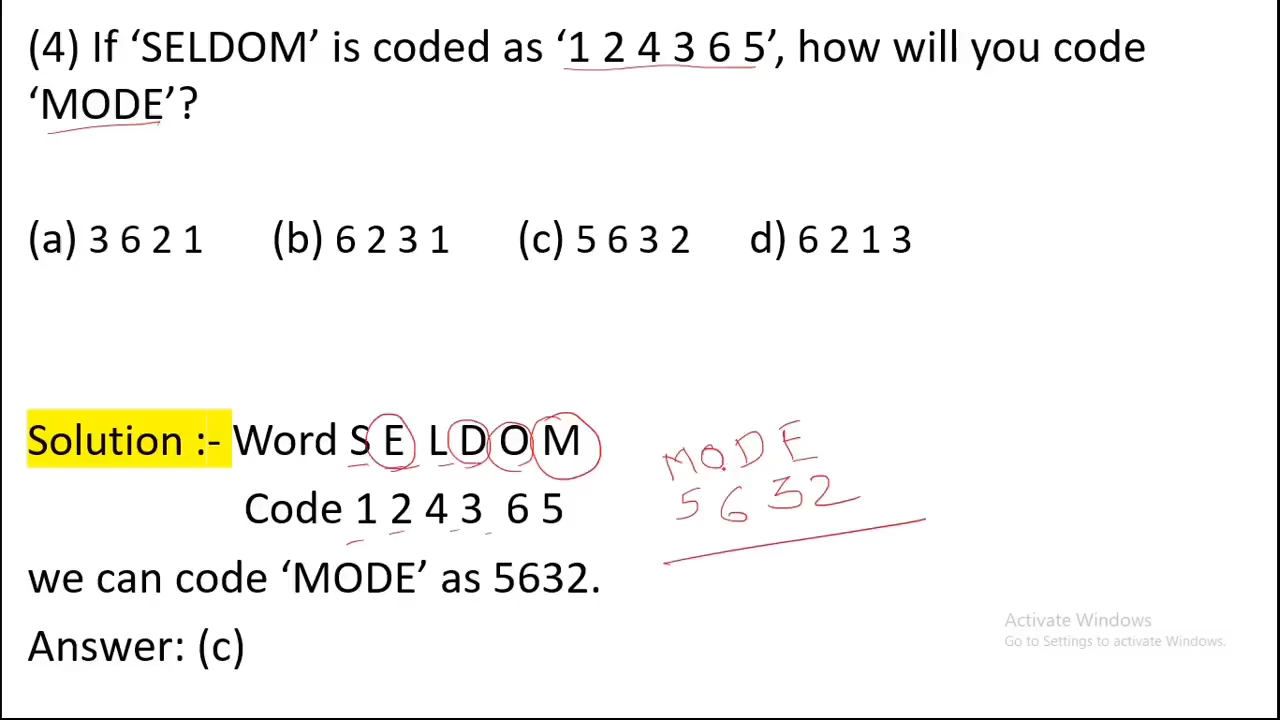 (4) If ‘SELDOM’ is coded as ‘1 2 4 3 6 5’, how will you code
‘MODE’?
(a) 3 6 2 1 (b) 6 2 3 1 (c) 5 6 3 2 d) 6 2 1 3
Solution :- Word S E L D O M
Code 1 2 4 3 6 5
we can code ‘MODE’ as 5632.
Answer: (c)
MODE
5632
Activate Windows
Go to Settings to activate Windows.